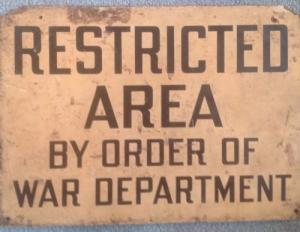 RESTRICTED
AREA
BY ORDER OF
WAR DEPARTMENT